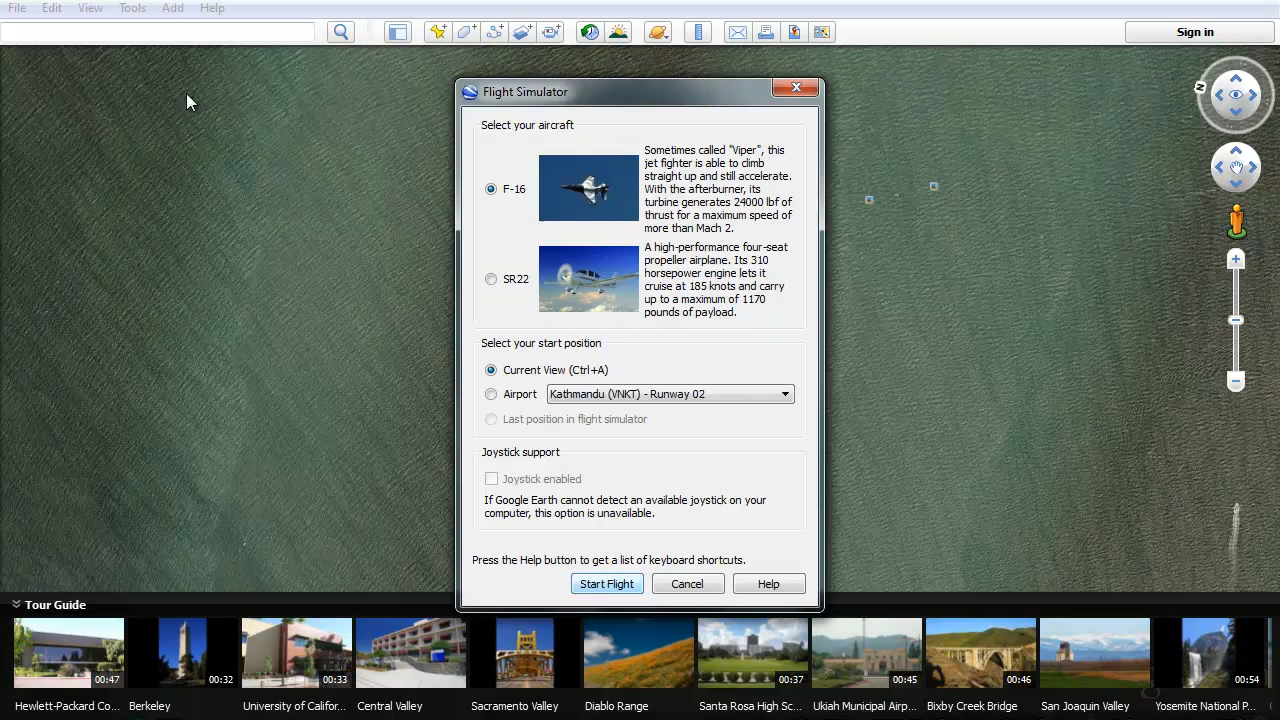 File Edit View Tools Add Help
Sign in
N
Flight Simulator
Select your aircraft
F-16
Sometimes called "Viper", this
jet fighter is able to climb
straight up and still accelerate.
With the afterburner, its
turbine generates 24000 lbf of
thrust for a maximum speed of
more than Mach 2.
SR22
A high-performance four-seat
propeller airplane. Its 310
horsepower engine lets it
cruise at 185 knots and carry
up to a maximum of 1170
pounds of payload.
Select your start position
Current View (Ctrl+A)
Airport Kathmandu (VNKT) - Runway 02
Last position in flight simulator
Joystick support
Joystick enabled
If Google Earth cannot detect an available joystick on your
computer, this option is unavailable.
Press the Help button to get a list of keyboard shortcuts.
Start Flight Cancel Help
Tour Guide
00:47 00:32 00:33 00:37 00:45 00:46 00:54
Hewlett-Packard Co... Berkeley University of Califor... Central Valley Sacramento Valley Diablo Range Santa Rosa High Sc... Ukiah Municipal Airp... Bixby Creek Bridge San Joaquin Valley Yosemite National P...